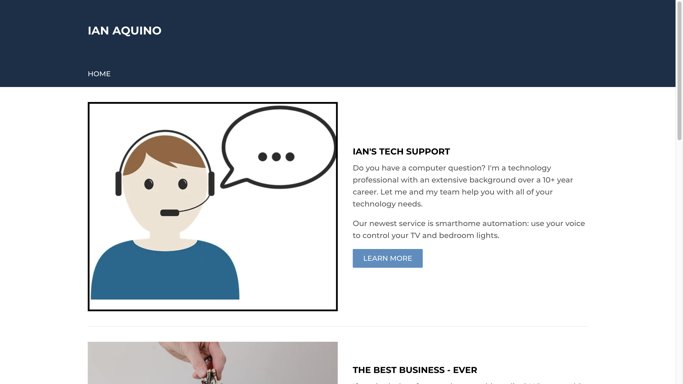 IAN AQUINO
HOME
IAN'S TECH SUPPORT
Do you have a computer question? I'm a technology
professional with an extensive background over a 10+ year
career. Let me and my team help you with all of your
technology needs.
Our newest service is smarthome automation: use your voice
to control your TV and bedroom lights.
LEARN MORE
THE BEST BUSINESS - EVER